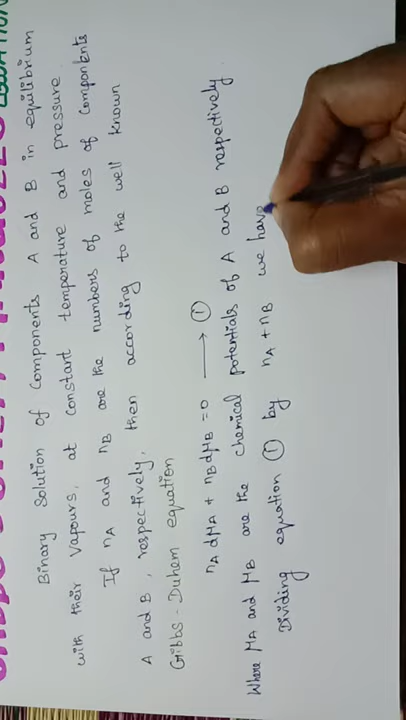 Binary Solution of Components A and B in equilibrium
with their vapours, at constant temperature and pressure.
If nA and nB are the numbers of moles of components
A and B, respectively, then according to the well known
Gibbs-Duhem equation
nA dμA + nB dμB = 0 → ①
Where μA and μB are the chemical potentials of A and B respectively.
Dividing equation ① by nA + nB we have